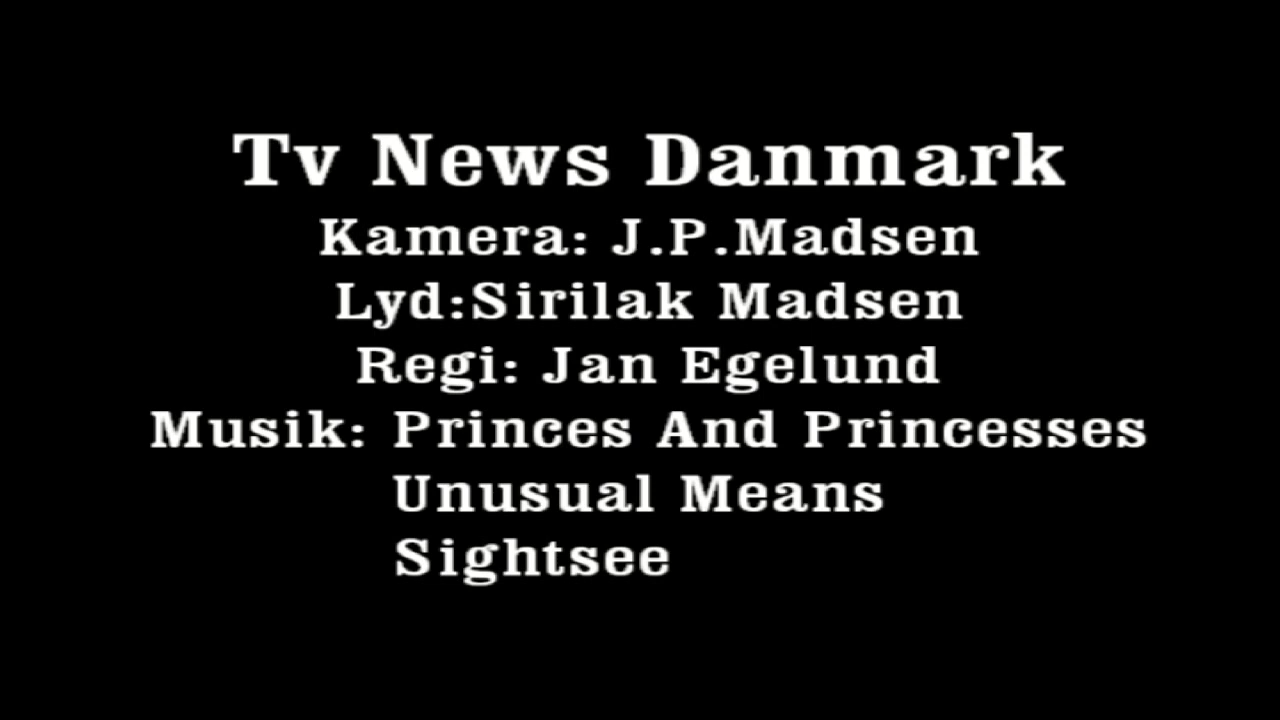 Tv News Danmark
Kamera: J.P.Madsen
Lyd:Sirilak Madsen
Regi: Jan Egelund
Musik: Princes And Princesses
Unusual Means
Sightsee